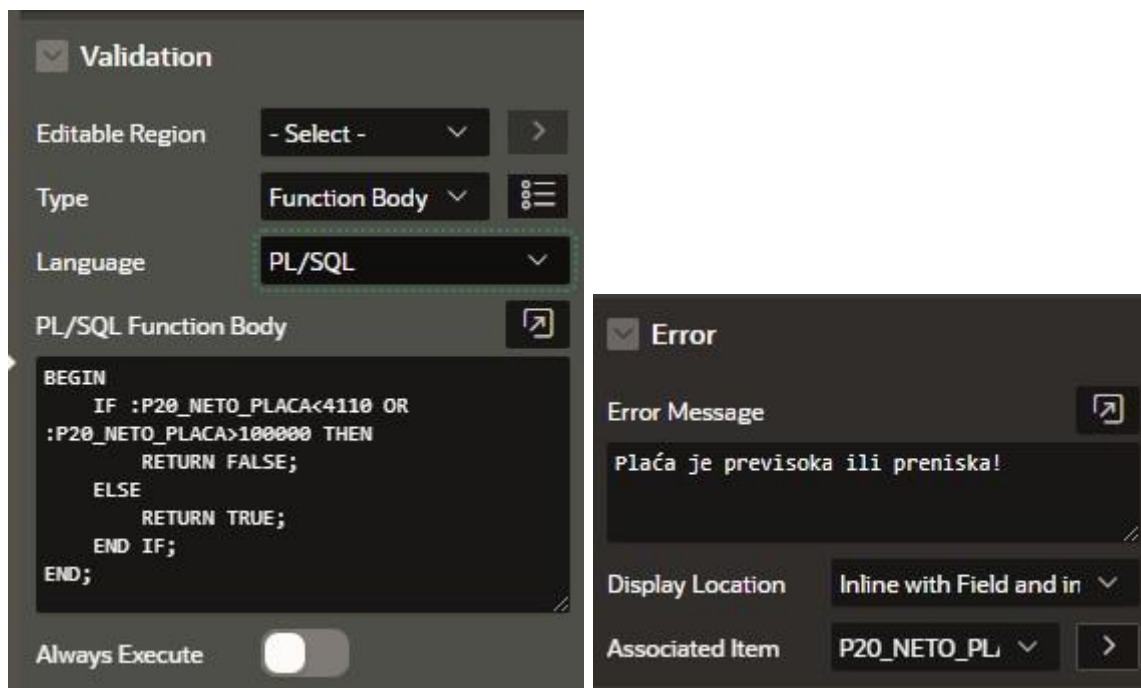 Validation
Editable Region - Select -
Type Function Body
Language PL/SQL
PL/SQL Function Body
BEGIN
IF :P20_NETO_PLACA<4110 OR
:P20_NETO_PLACA>100000 THEN
RETURN FALSE;
ELSE
RETURN TRUE;
END IF;
END;
Always Execute
Error
Error Message
Plaća je previsoka ili preniska!
Display Location Inline with Field and in
Associated Item P20_NETO_PL